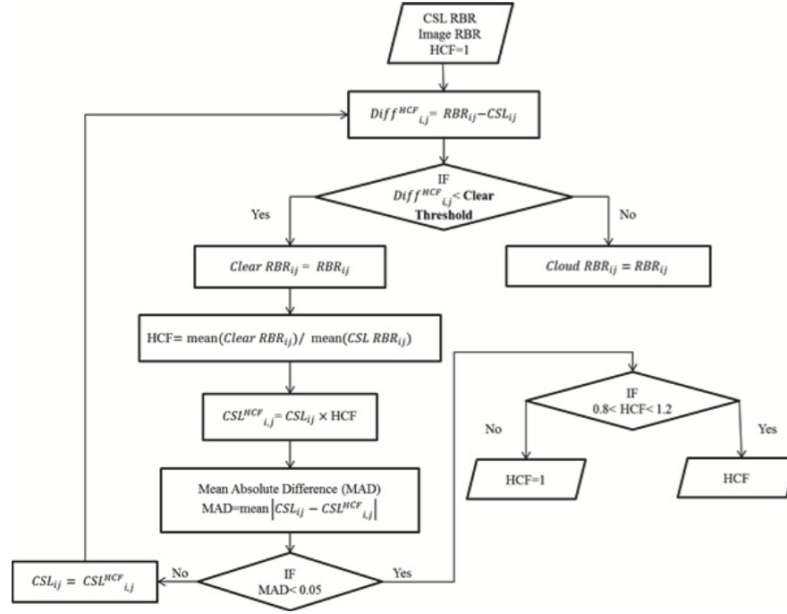 CSL RBR
Image RBR
HCF=1
Diff^HCF_i,j = RBR_ij−CSL_ij
IF
Diff^HCF_i,j < Clear
Threshold
Yes
No
Clear RBR_ij = RBR_ij
Cloud RBR_ij = RBR_ij
HCF= mean(Clear RBR_ij)/ mean(CSL RBR_ij)
CSL^HCF_i,j = CSL_ij × HCF
IF
0.8< HCF< 1.2
No
Yes
HCF=1
HCF
Mean Absolute Difference (MAD)
MAD=mean|CSL_ij − CSL^HCF_i,j|
CSL_ij = CSL^HCF_i,j
No
IF
MAD< 0.05
Yes